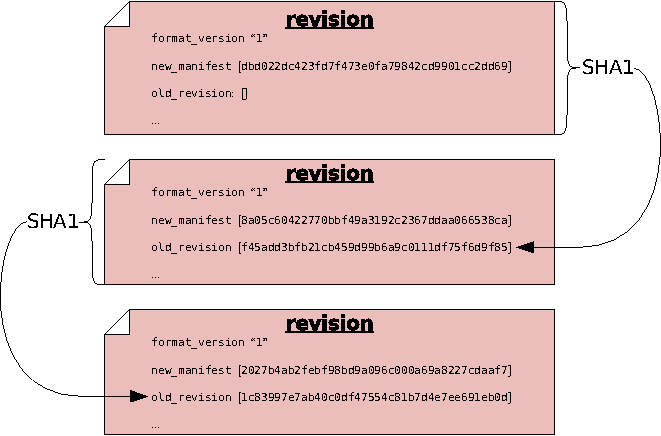 revision
format_version “1”
new_manifest [dbd022dc423fd7f473e0fa79842cd9901cc2dd69]
old_revision: []
...
SHA1
revision
format_version “1”
new_manifest [8a05c60422770bbf49a3192c2367ddaa066538ca]
old_revision [f45add3bfb21cb459d99b6a9c0111df75f6d9f85]
...
SHA1
revision
format_version “1”
new_manifest [2027b4ab2febf98bd9a096c000a69a8227cdaaf7]
old_revision [1c83997e7ab40c0df47554c81b7d4e7ee691eb0d]
...